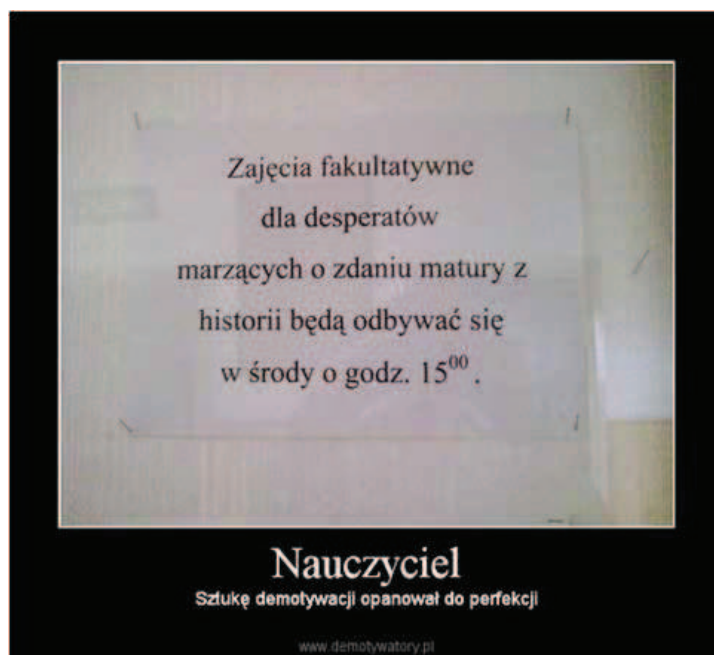 Zajęcia fakultatywne
dla desperatów
marzących o zdaniu matury z
historii będą odbywać się
w środy o godz. 15⁰⁰ .
Nauczyciel
Sztukę demotywacji opanował do perfekcji
www.demotywatory.pl